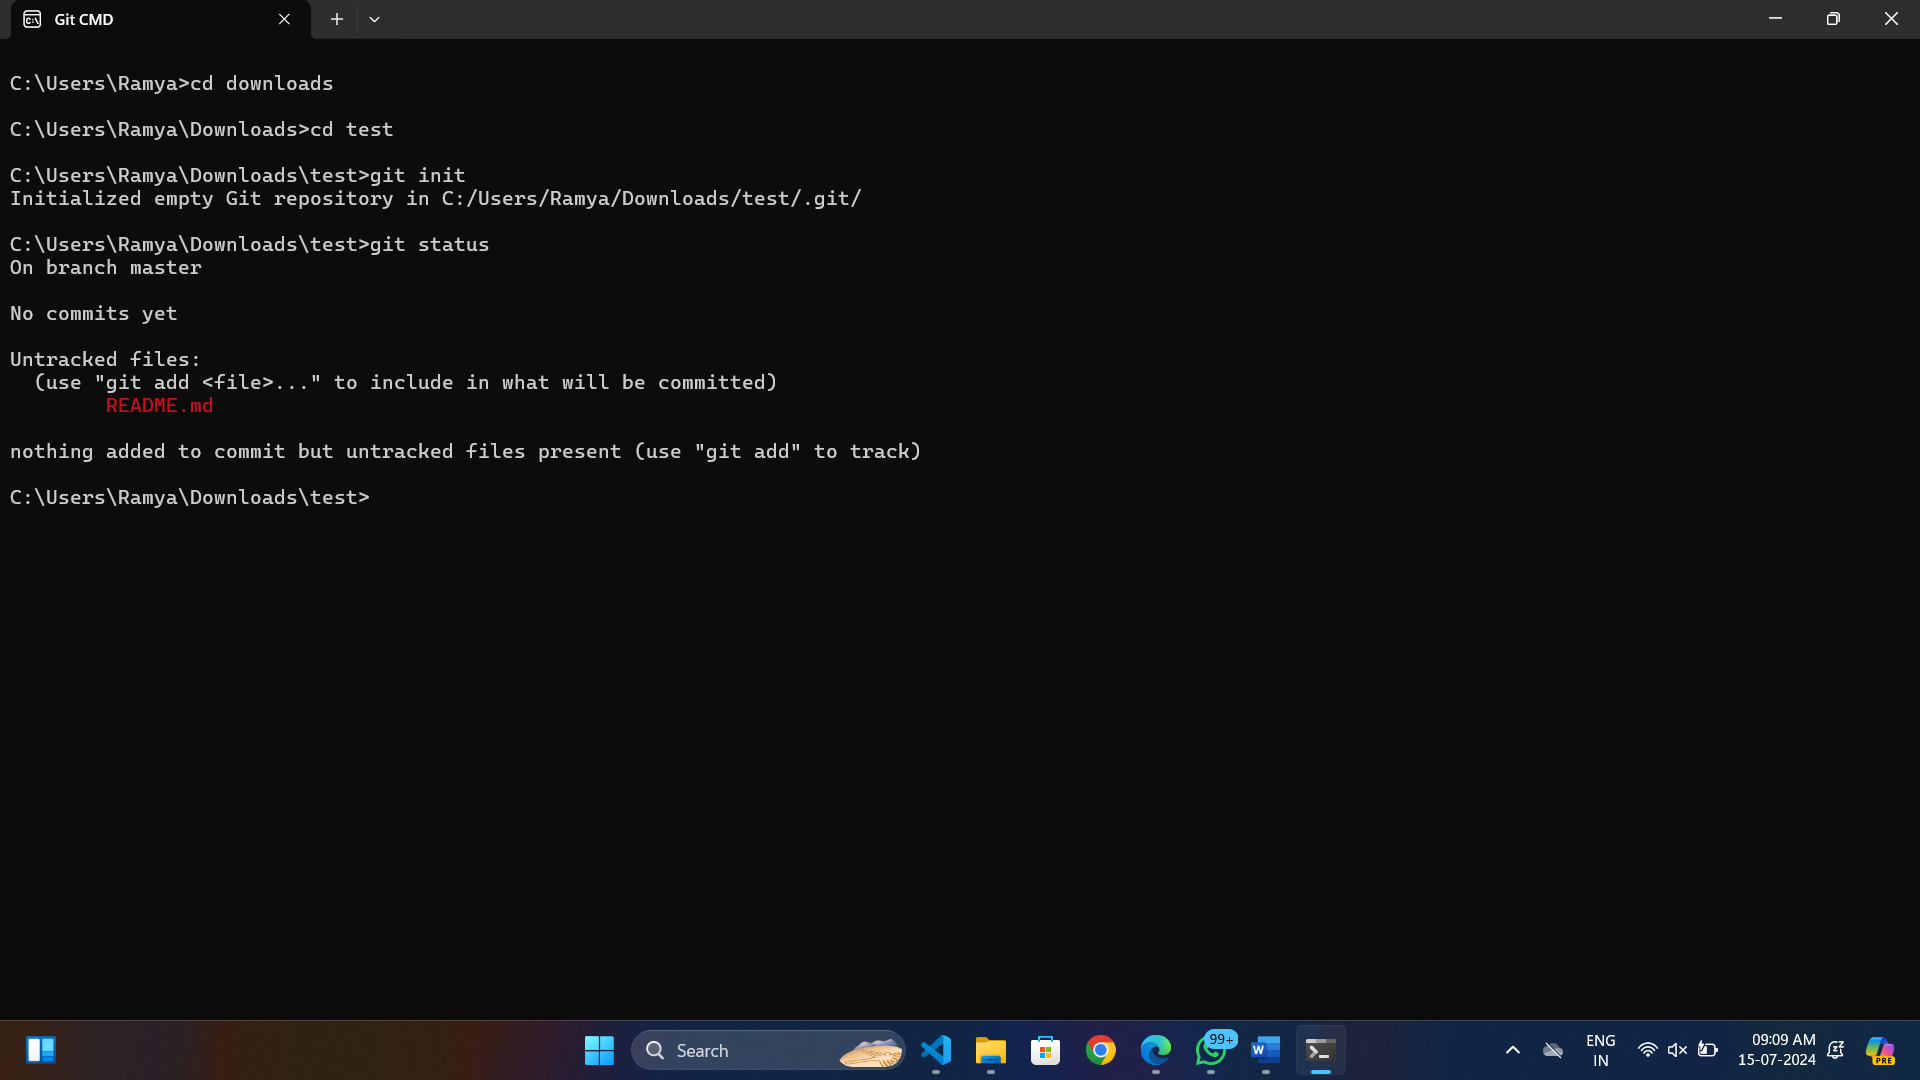 Git CMD
C:\Users\Ramya>cd downloads
C:\Users\Ramya\Downloads>cd test
C:\Users\Ramya\Downloads\test>git init
Initialized empty Git repository in C:/Users/Ramya/Downloads/test/.git/
C:\Users\Ramya\Downloads\test>git status
On branch master
No commits yet
Untracked files:
  (use "git add <file>..." to include in what will be committed)
        README.md
nothing added to commit but untracked files present (use "git add" to track)
C:\Users\Ramya\Downloads\test>
Search
99+
W
ENG
IN
09:09 AM
15-07-2024
PRE